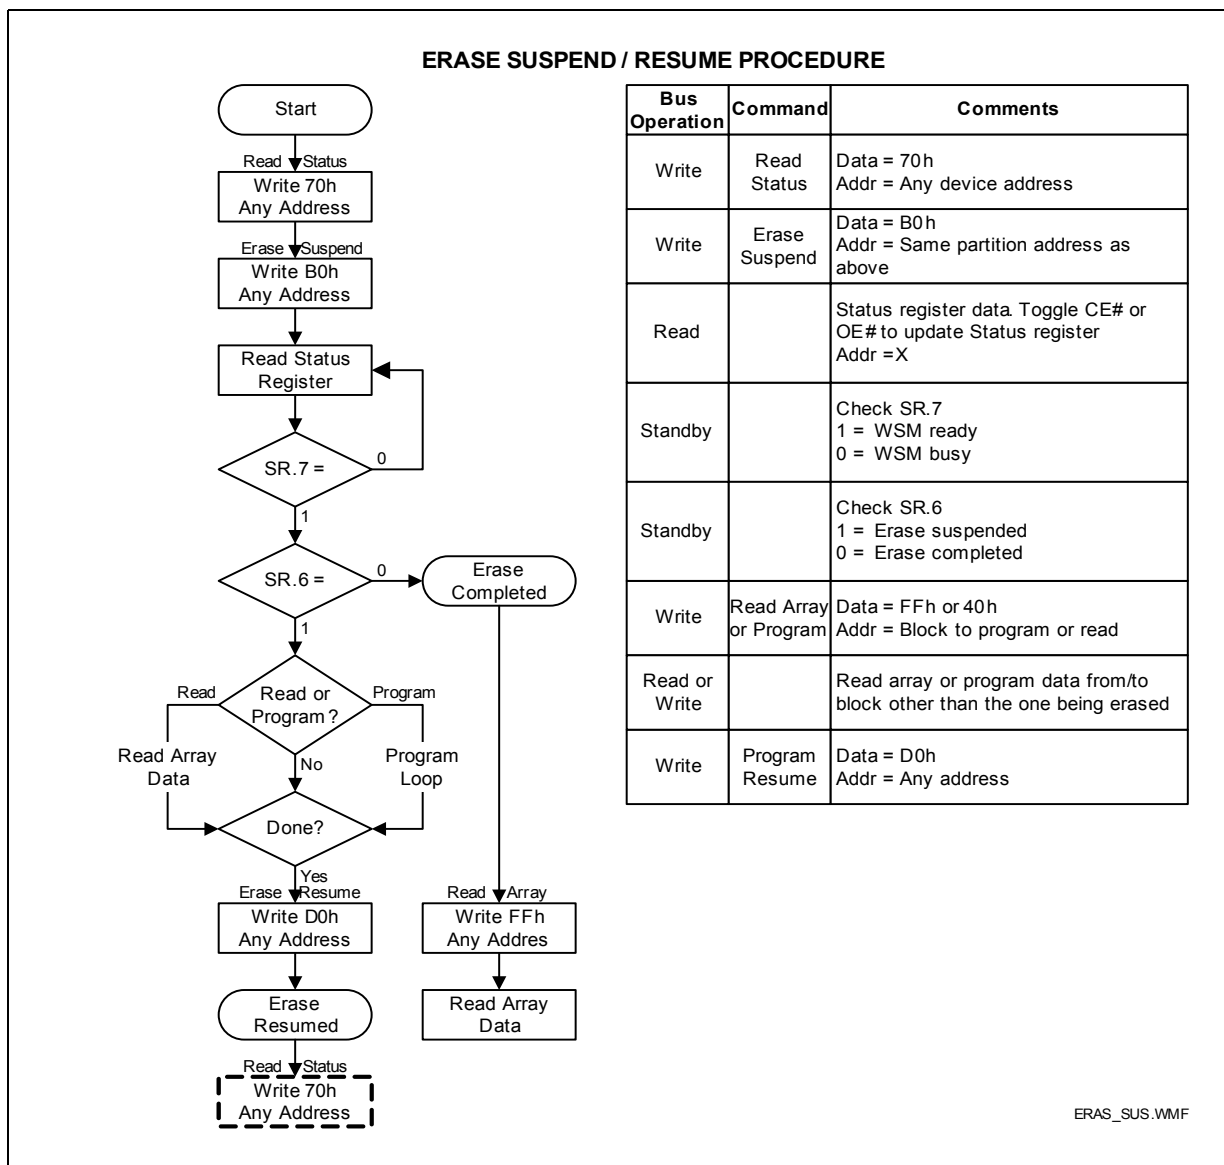 ERASE SUSPEND / RESUME PROCEDURE
Start
Read Status
Write 70h
Any Address
Erase Suspend
Write B0h
Any Address
Read Status
Register
SR.7 =
0
1
SR.6 =
0
Erase
Completed
1
Read
Read or
Program?
Program
Read Array
Data
No
Program
Loop
Done?
Yes
Erase Resume
Write D0h
Any Address
Read Array
Write FFh
Any Addres
Erase
Resumed
Read Array
Data
Read Status
Write 70h
Any Address
Bus
Operation
Command
Comments
Write
Read
Status
Data = 70h
Addr = Any device address
Write
Erase
Suspend
Data = B0h
Addr = Same partition address as
above
Read
Status register data. Toggle CE# or
OE# to update Status register
Addr =X
Standby
Check SR.7
1 = WSM ready
0 = WSM busy
Standby
Check SR.6
1 = Erase suspended
0 = Erase completed
Write
Read Array
or Program
Data = FFh or 40h
Addr = Block to program or read
Read or
Write
Read array or program data from/to
block other than the one being erased
Write
Program
Resume
Data = D0h
Addr = Any address
ERAS_SUS.WMF